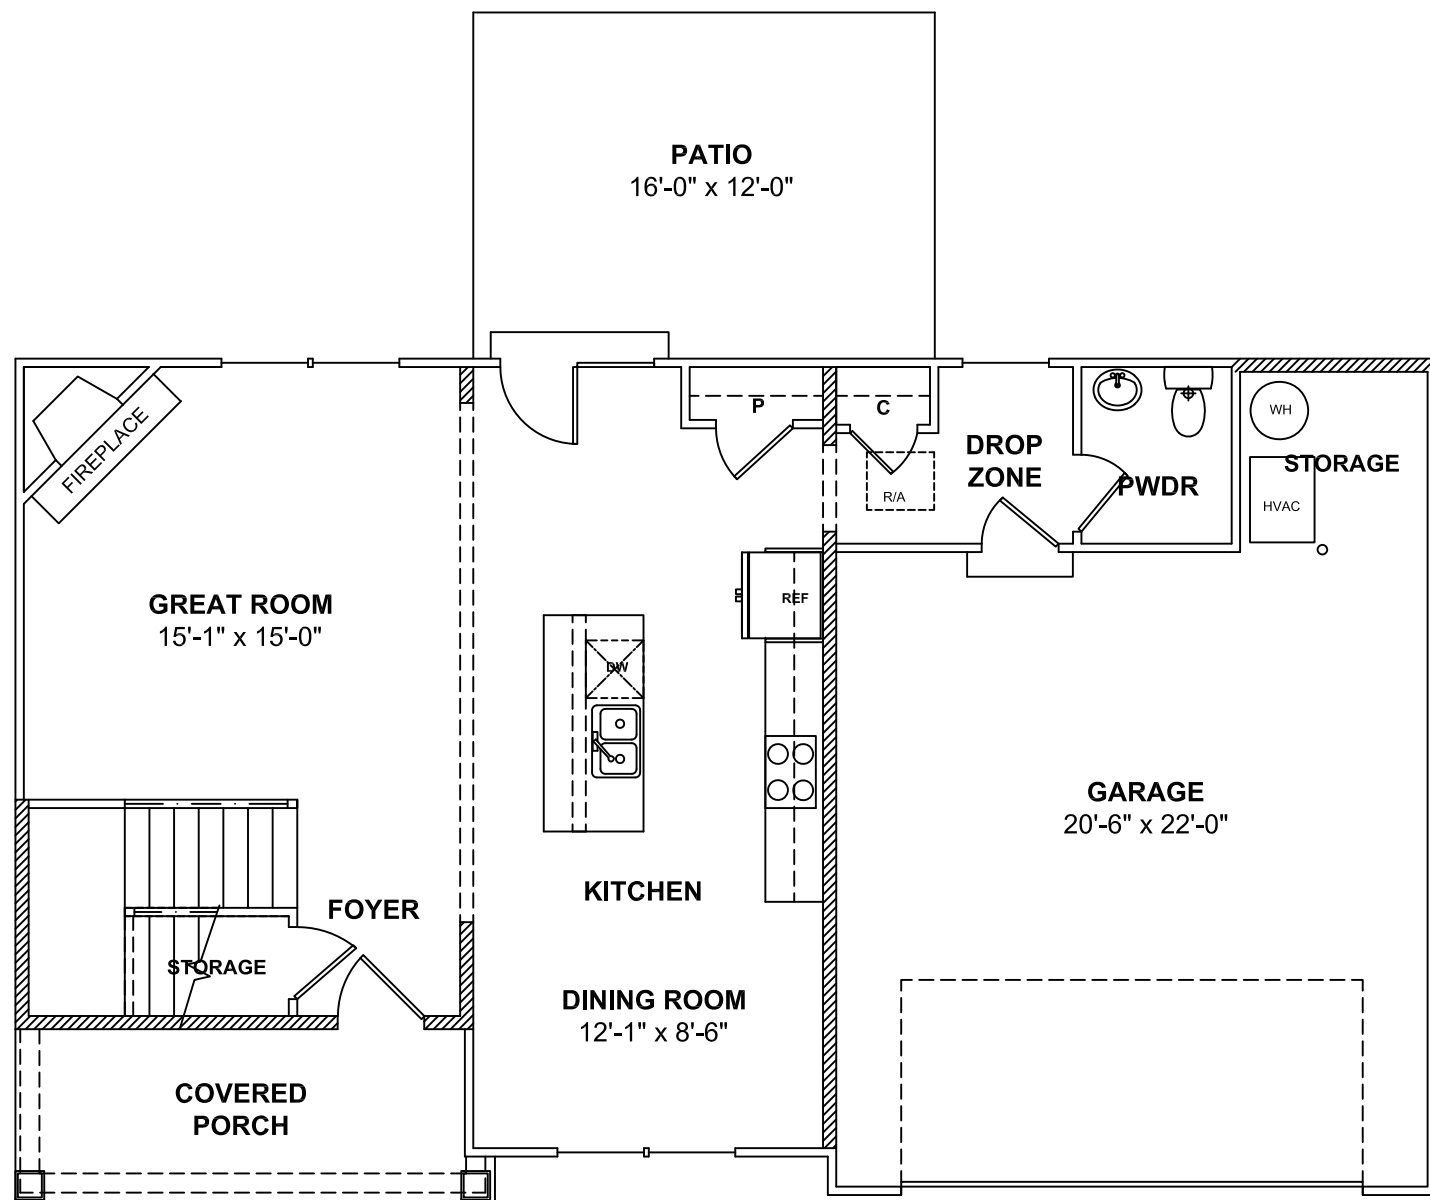 PATIO
16'-0" x 12'-0"
FIREPLACE
P
C
DROP
ZONE
R/A
PWDR
WH
STORAGE
HVAC
GREAT ROOM
15'-1" x 15'-0"
REF
DW
GARAGE
20'-6" x 22'-0"
KITCHEN
FOYER
STORAGE
DINING ROOM
12'-1" x 8'-6"
COVERED
PORCH